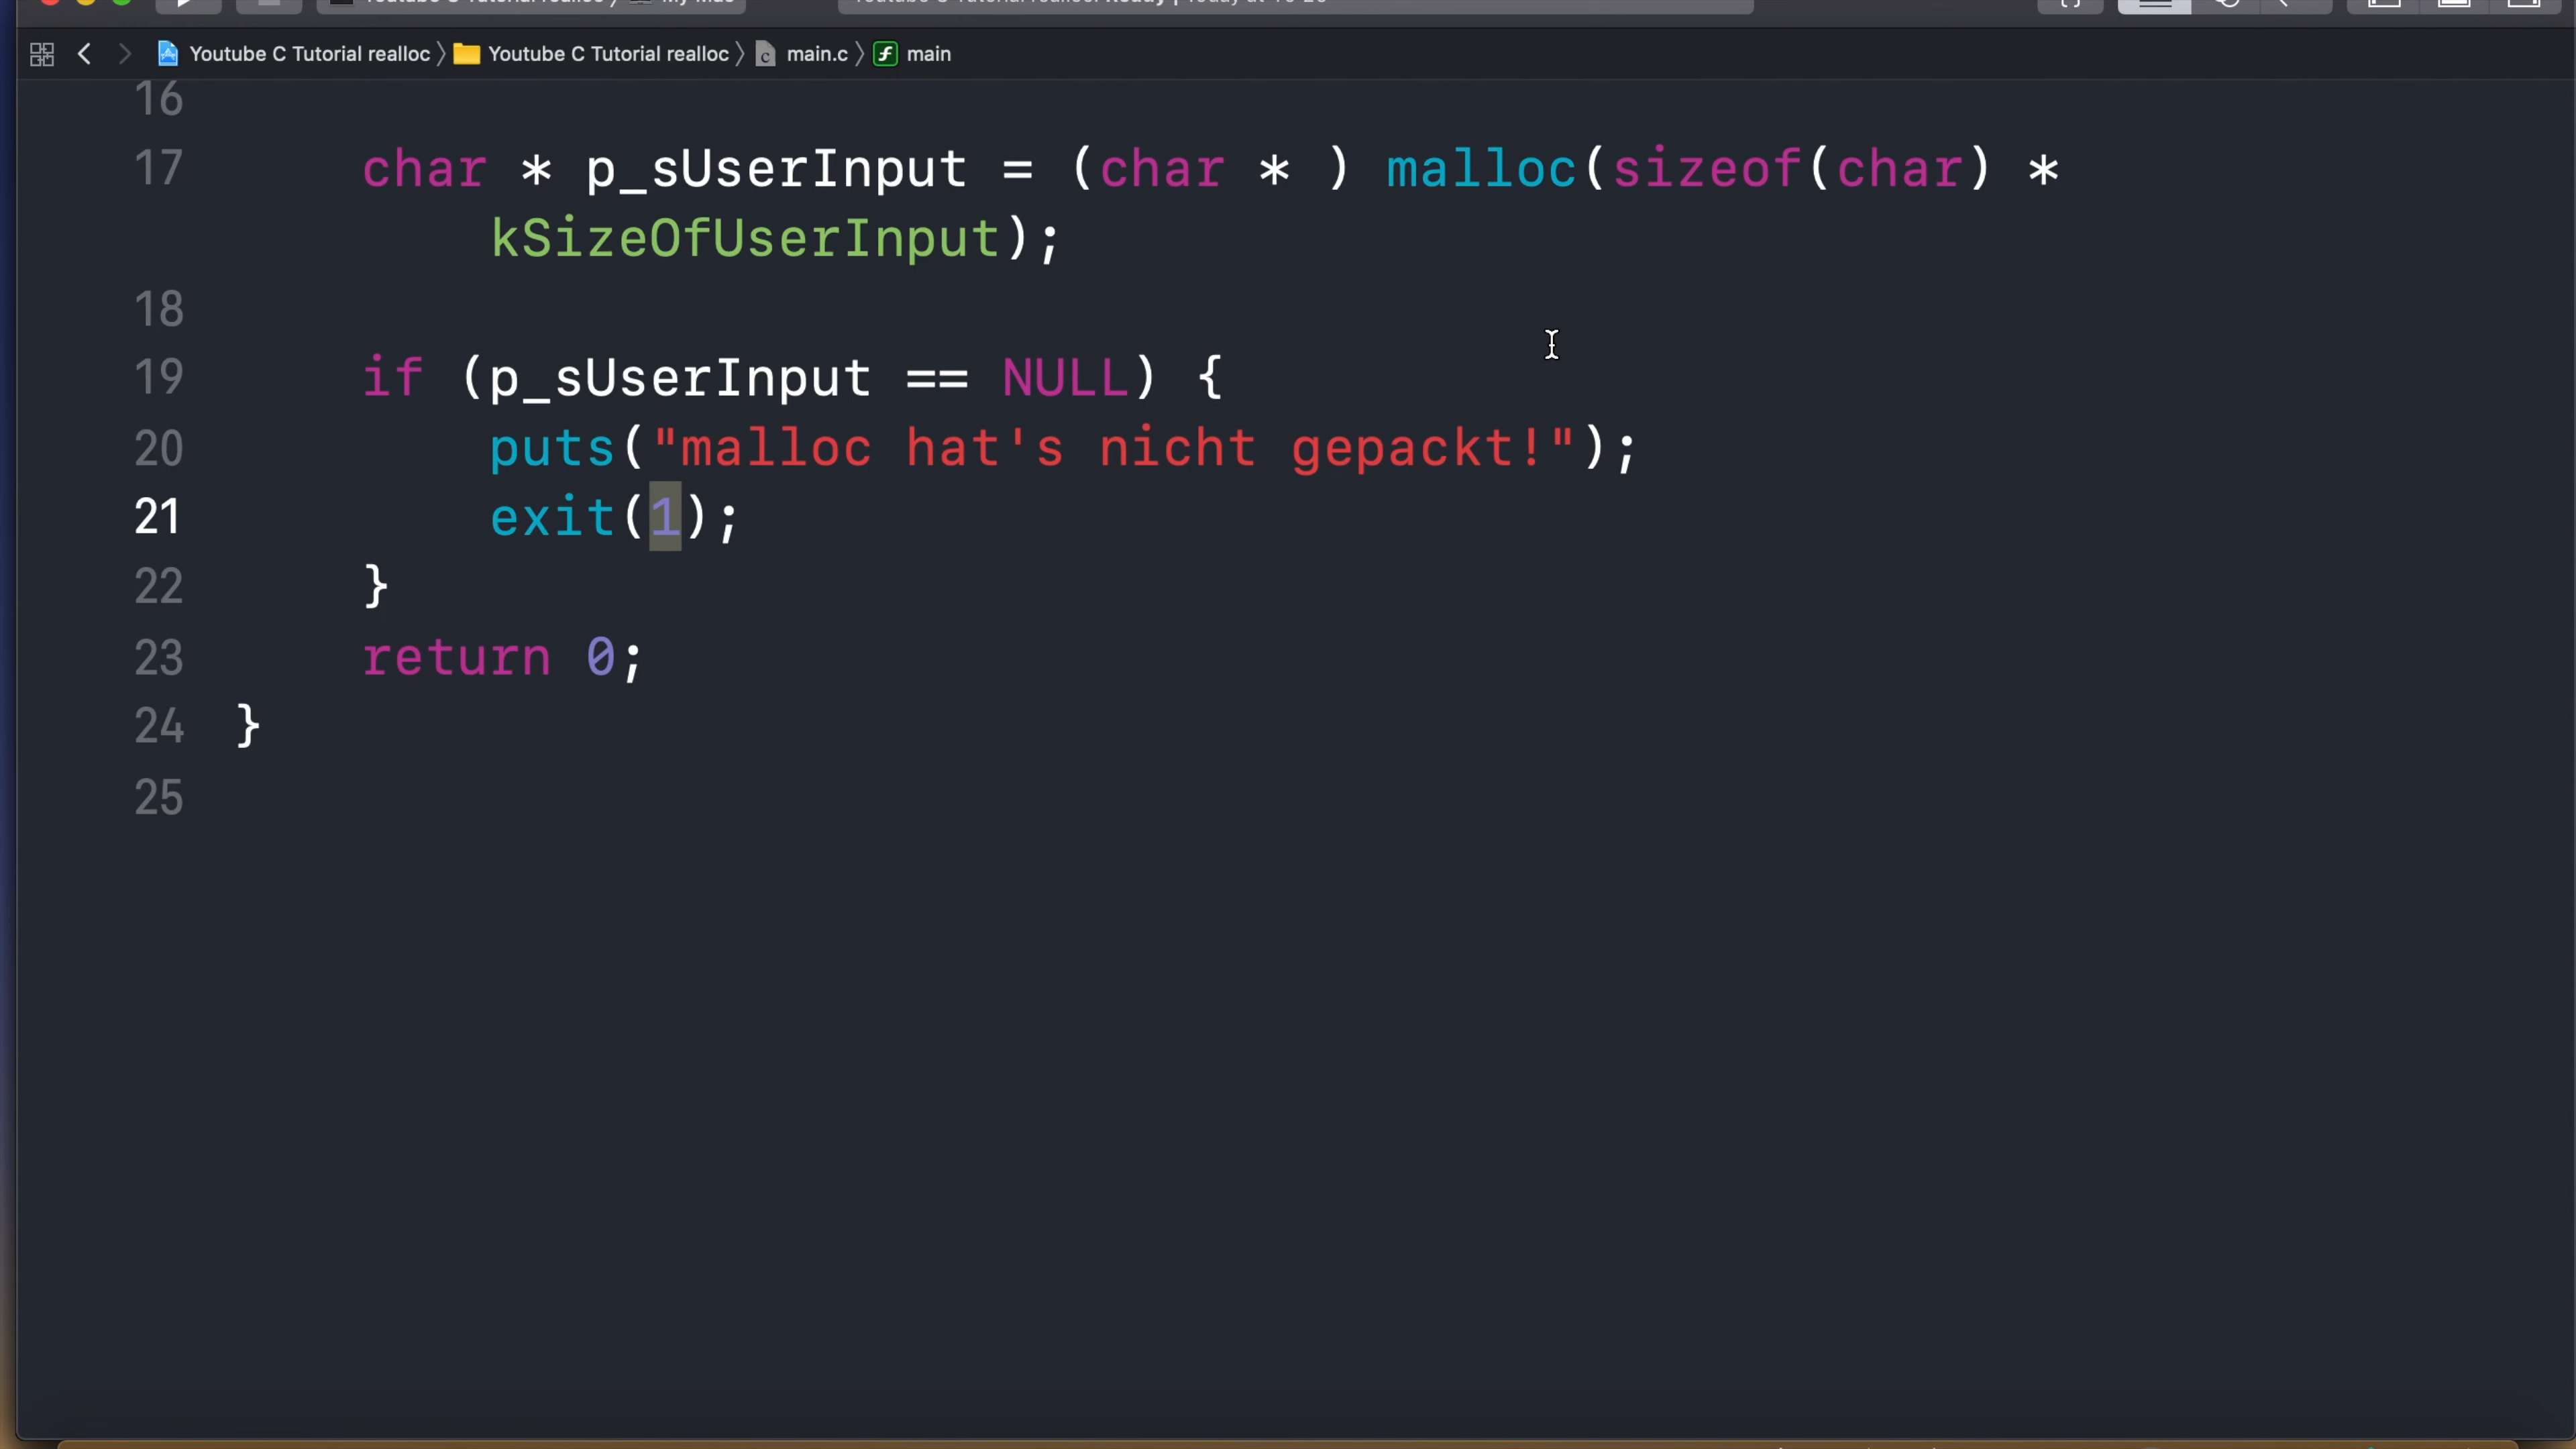 Youtube C Tutorial realloc 〉 Youtube C Tutorial realloc 〉 main.c 〉 main
16
17 char * p_sUserInput = (char * ) malloc(sizeof(char) *
kSizeOfUserInput);
18
19 if (p_sUserInput == NULL) {
20 puts("malloc hat's nicht gepackt!");
21 exit(1);
22 }
23 return 0;
24 }
25